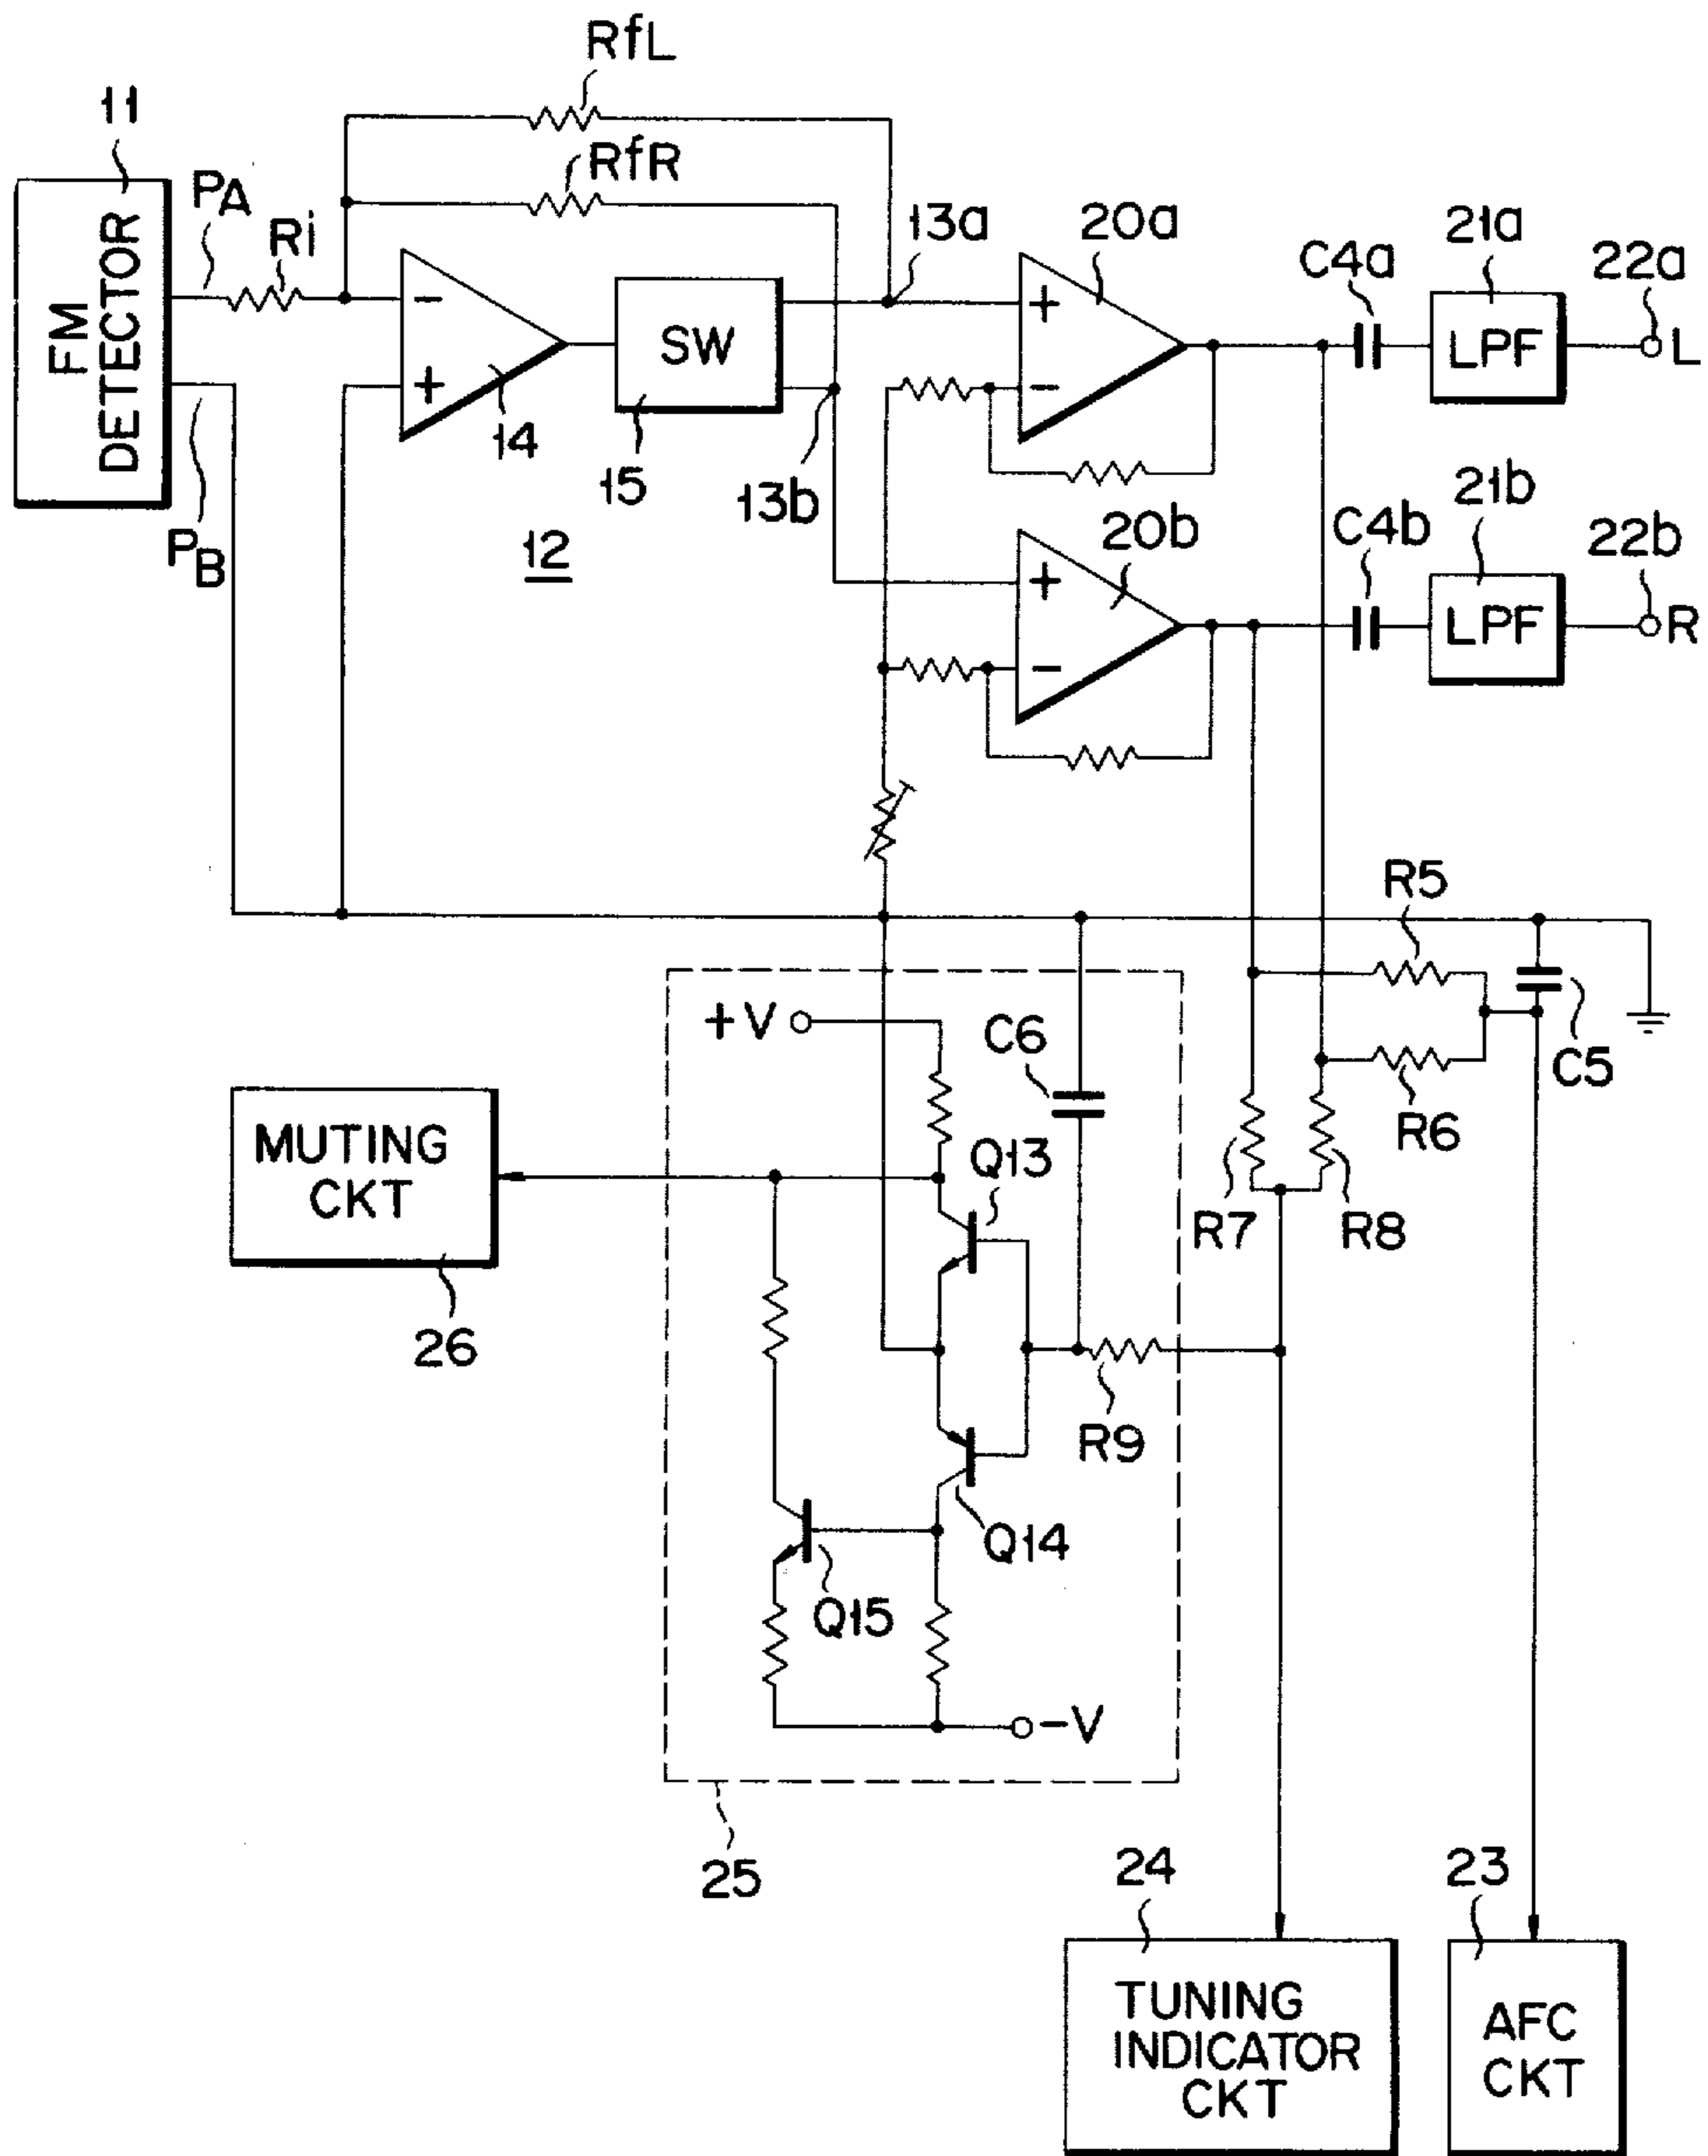 RfL
11
RfR
PA
Ri
13a
20a
21a
C4a
22a
FM
DETECTOR
-
+
SW
+
-
LPF
L
14
15
13b
21b
PB
12
20b
C4b
22b
+
-
LPF
R
R5
+V
C6
C5
MUTING
CKT
Q13
R6
R7
R8
26
R9
Q14
Q15
-V
25
24
23
TUNING
INDICATOR
CKT
AFC
CKT